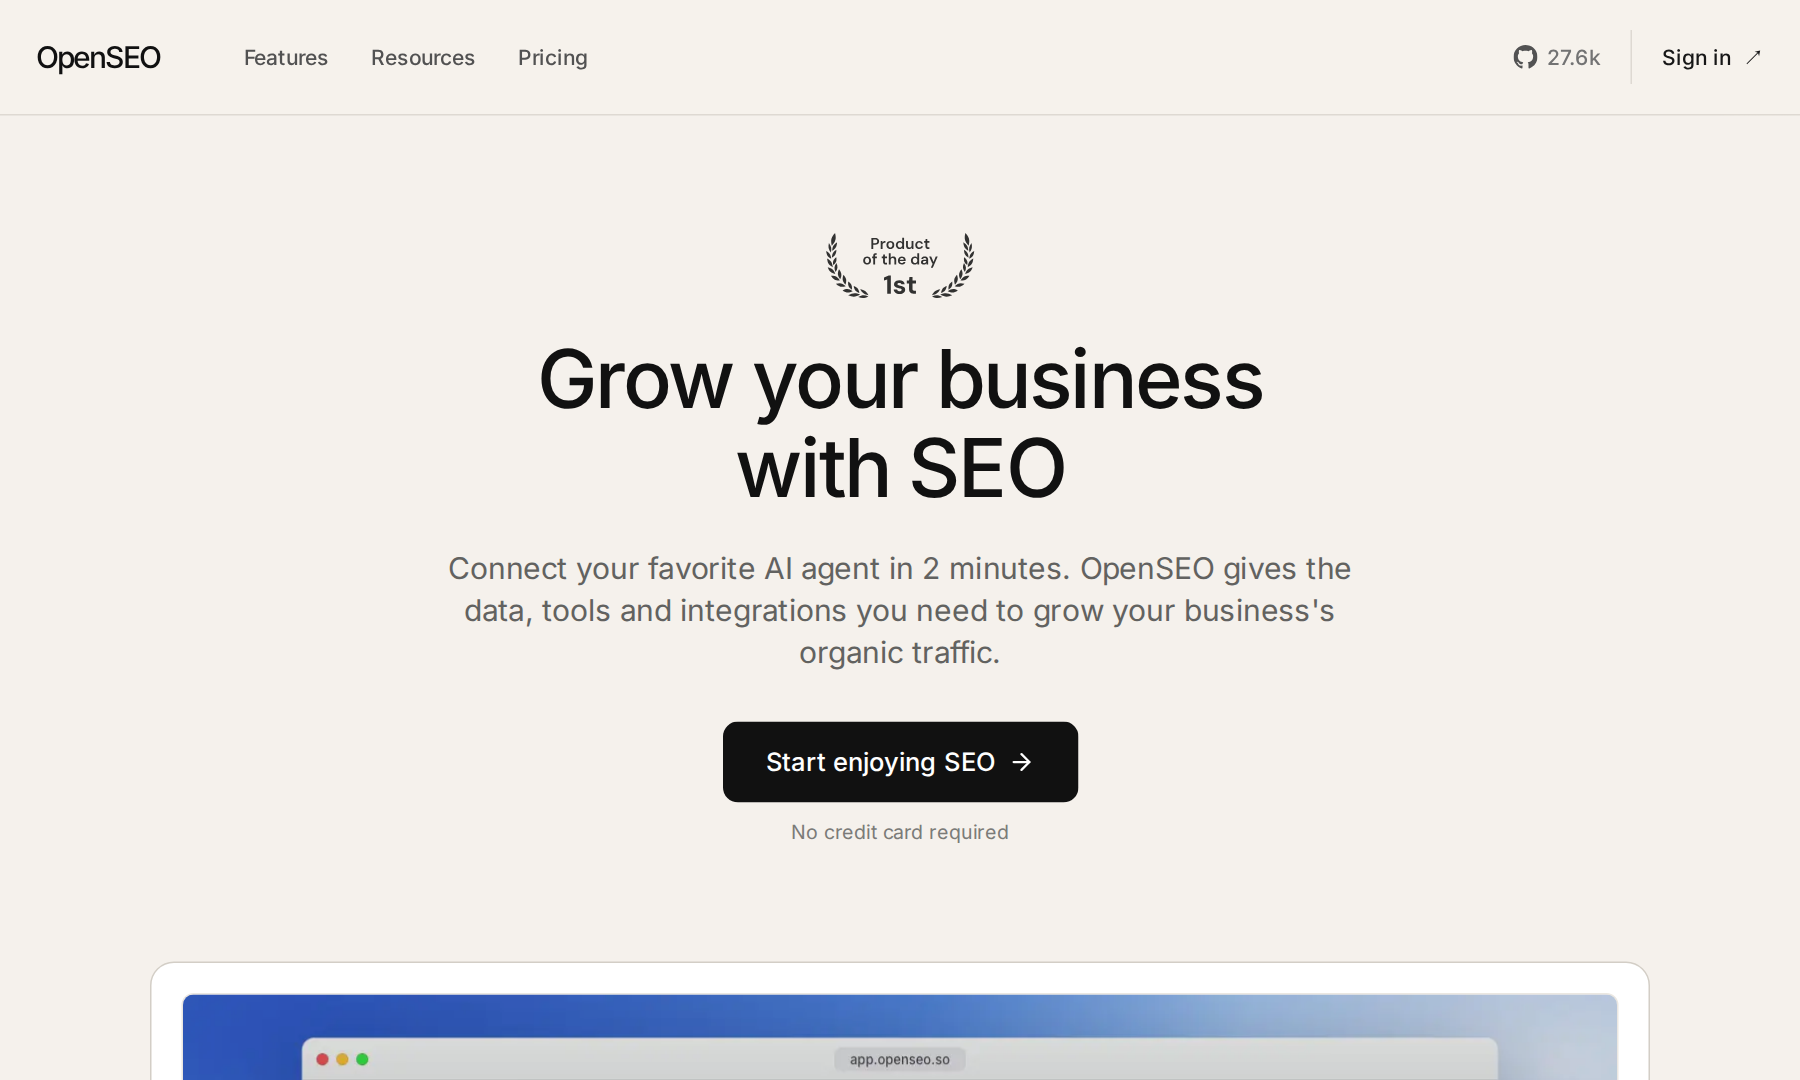 OpenSEO
Features
Resources
Pricing
27.6k
Sign in
Product
of the day
1st
Grow your business
with SEO
Connect your favorite AI agent in 2 minutes. OpenSEO gives the
data, tools and integrations you need to grow your business's
organic traffic.
Start enjoying SEO
No credit card required
app.openseo.so